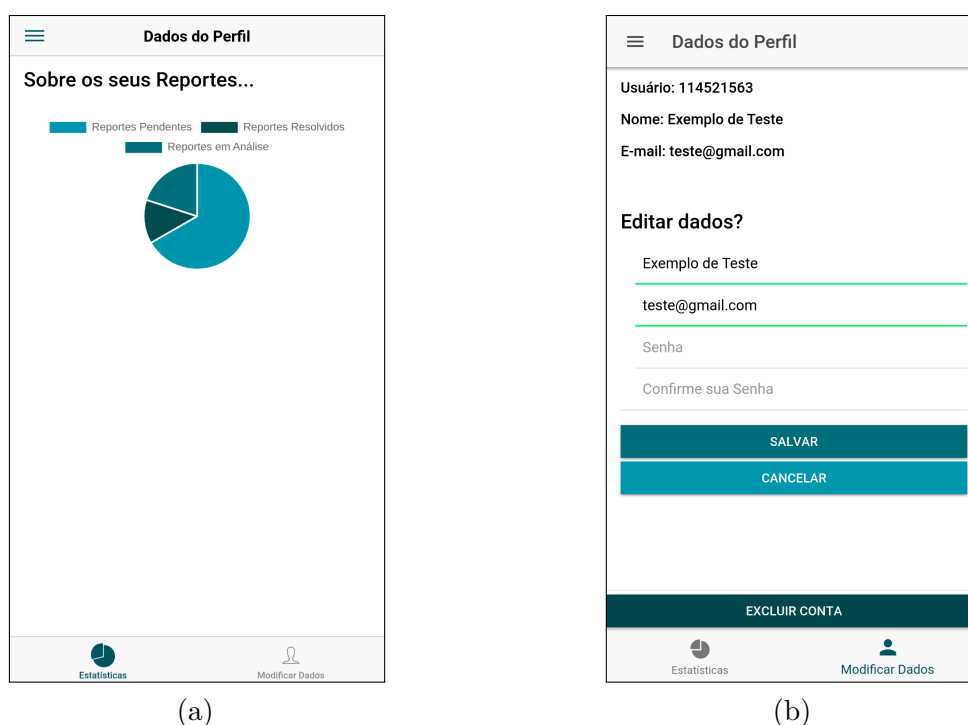 Dados do Perfil
Sobre os seus Reportes...
Reportes Pendentes Reportes Resolvidos
Reportes em Análise
Estatísticas Modificar Dados
(a)
Dados do Perfil
Usuário: 114521563
Nome: Exemplo de Teste
E-mail: teste@gmail.com
Editar dados?
Exemplo de Teste
teste@gmail.com
Senha
Confirme sua Senha
SALVAR
CANCELAR
EXCLUIR CONTA
Estatísticas Modificar Dados
(b)